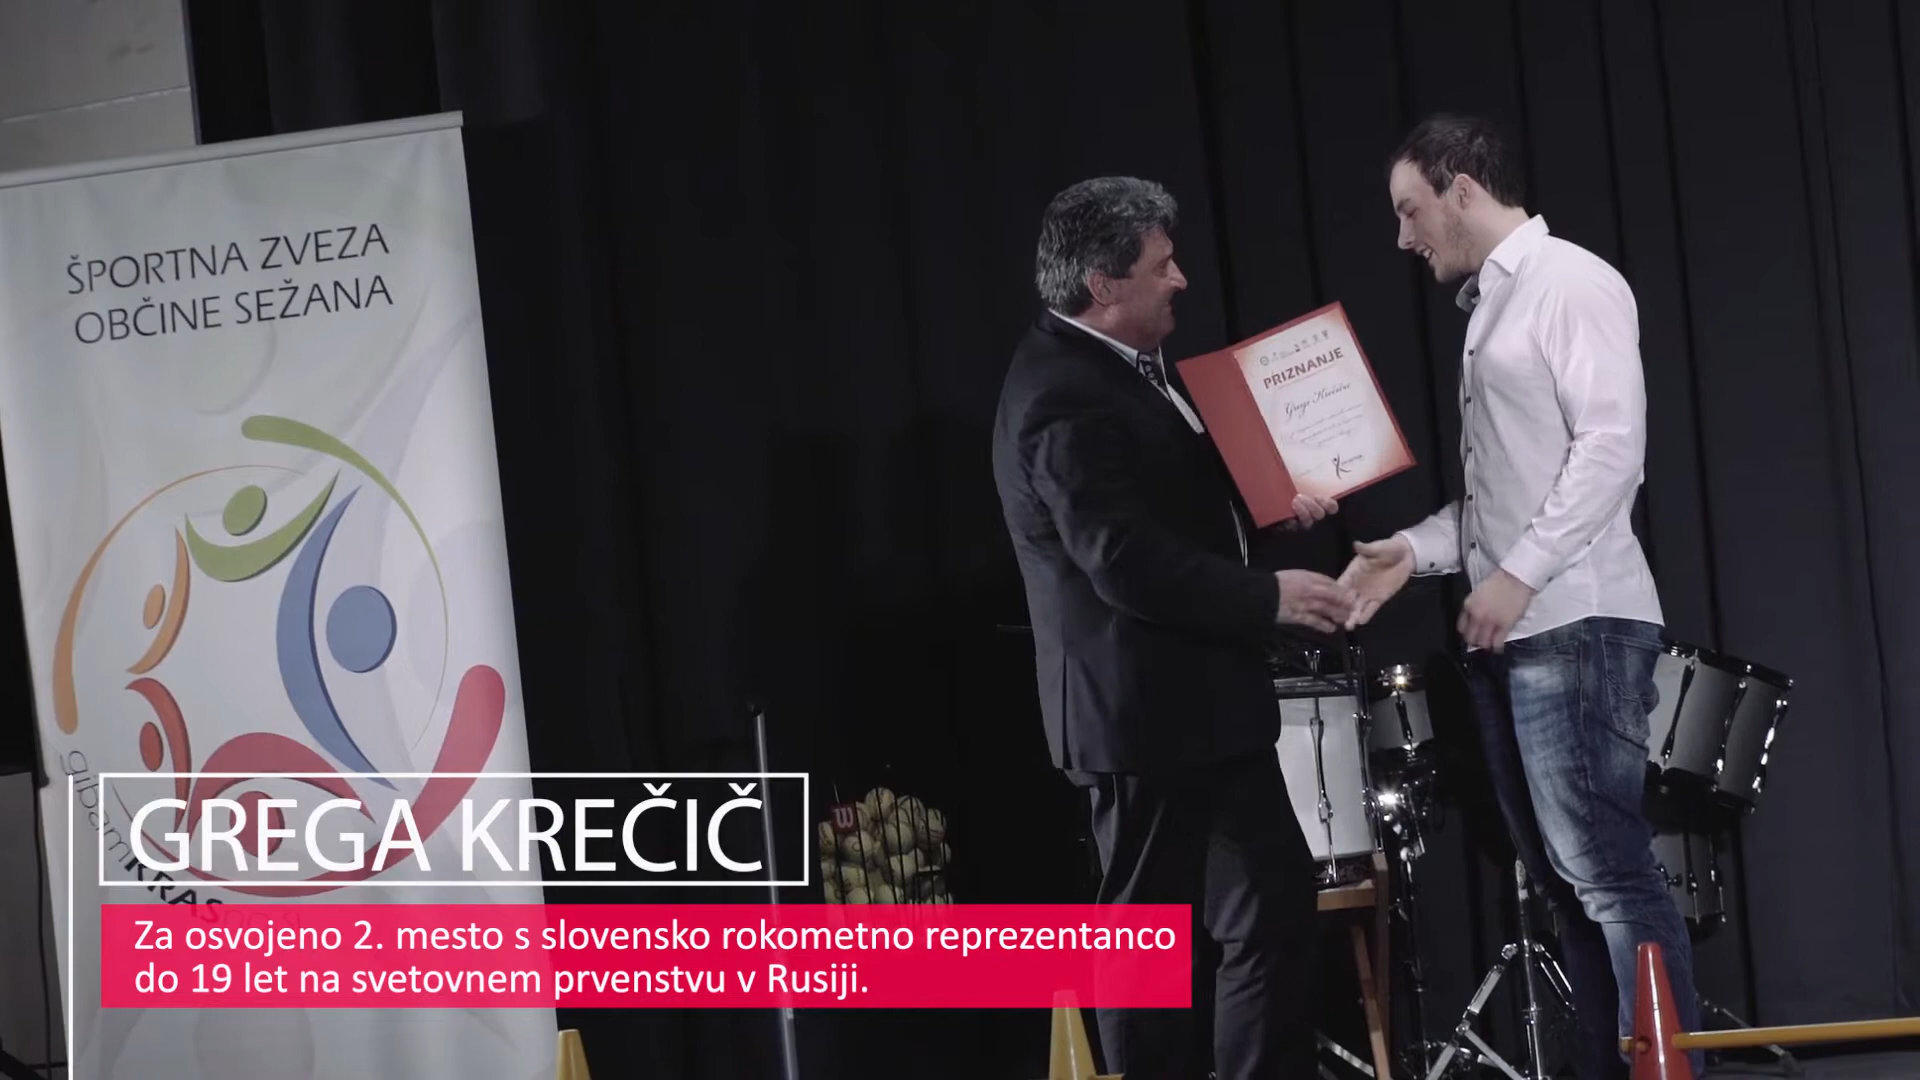 ŠPORTNA ZVEZA
OBČINE SEŽANA
PRIZNANJE
GREGA KREČIČ
Za osvojeno 2. mesto s slovensko rokometno reprezentanco
do 19 let na svetovnem prvenstvu v Rusiji.